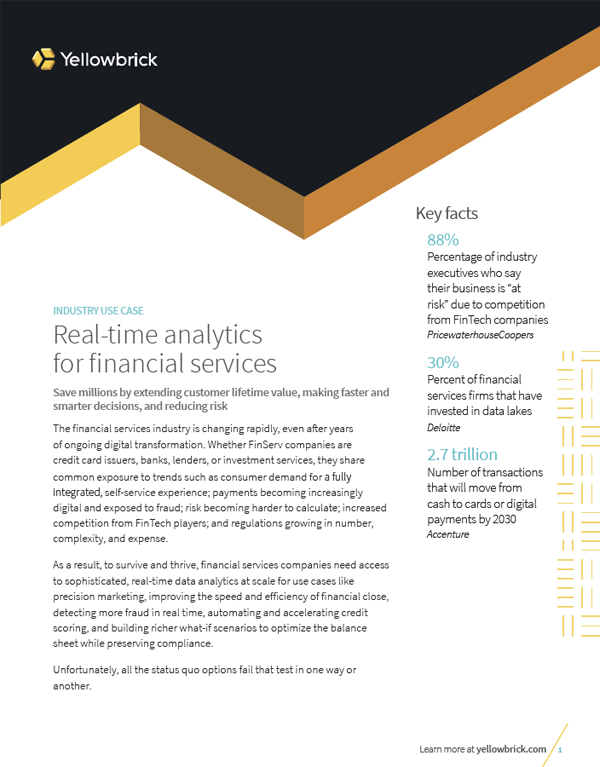 Yellowbrick
INDUSTRY USE CASE
Real-time analytics
for financial services
Save millions by extending customer lifetime value, making faster and
smarter decisions, and reducing risk
The financial services industry is changing rapidly, even after years
of ongoing digital transformation. Whether FinServ companies are
credit card issuers, banks, lenders, or investment services, they share
common exposure to trends such as consumer demand for a fully
integrated, self-service experience; payments becoming increasingly
digital and exposed to fraud; risk becoming harder to calculate; increased
competition from FinTech players; and regulations growing in number,
complexity, and expense.
As a result, to survive and thrive, financial services companies need access
to sophisticated, real-time data analytics at scale for use cases like
precision marketing, improving the speed and efficiency of financial close,
detecting more fraud in real time, automating and accelerating credit
scoring, and building richer what-if scenarios to optimize the balance
sheet while preserving compliance.
Unfortunately, all the status quo options fail that test in one way or
another.
Key facts
88%
Percentage of industry
executives who say
their business is “at
risk” due to competition
from FinTech companies
PricewaterhouseCoopers
30%
Percent of financial
services firms that have
invested in data lakes
Deloitte
2.7 trillion
Number of transactions
that will move from
cash to cards or digital
payments by 2030
Accenture
Learn more at yellowbrick.com 1